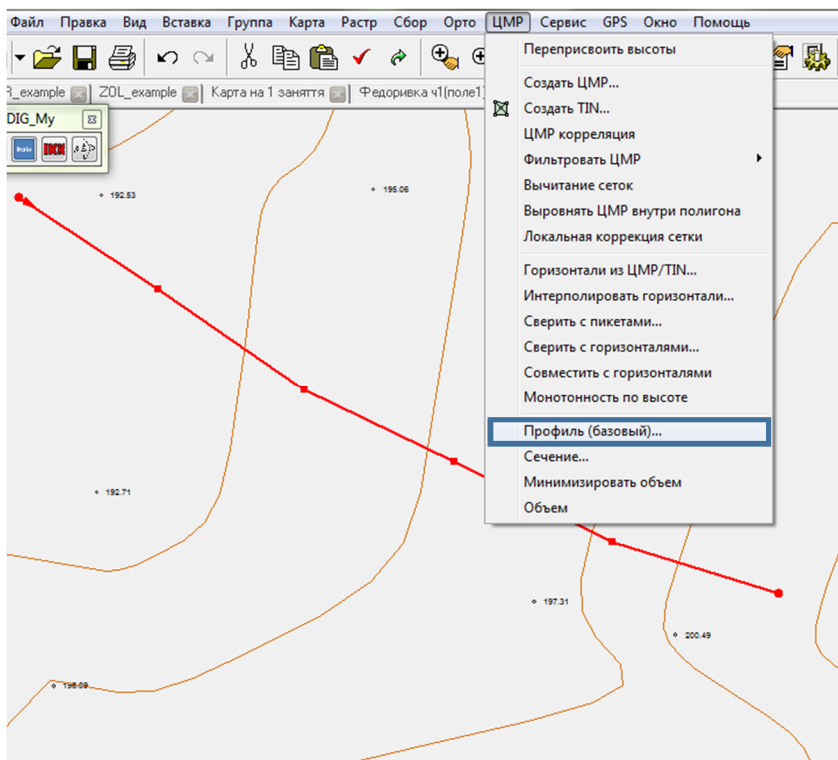 Файл Правка Вид Вставка Группа Карта Растр Сбор Орто ЦМР Сервис GPS Окно Помощь
R_example ZOL_example Карта на 1 заняття Федоривка ч1(поле1)
DIG_My
Переприсвоить высоты
Создать ЦМР...
Создать TIN...
ЦМР корреляция
Фильтровать ЦМР
Вычитание сеток
Выровнять ЦМР внутри полигона
Локальная коррекция сетки
Горизонтали из ЦМР/TIN...
Интерполировать горизонтали...
Сверить с пикетами...
Сверить с горизонталями...
Совместить с горизонталями
Монотонность по высоте
Профиль (базовый)...
Сечение...
Минимизировать объем
Объем
192.53
195.06
192.71
197.31
200.49